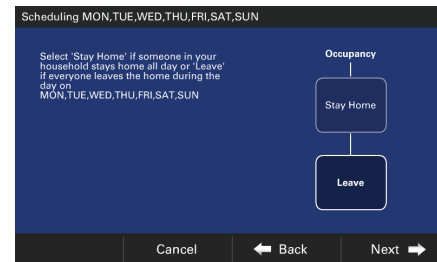 Scheduling MON,TUE,WED,THU,FRI,SAT,SUN
Select 'Stay Home' if someone in your
household stays home all day or 'Leave'
if everyone leaves the home during the
day on
MON,TUE,WED,THU,FRI,SAT,SUN
Occupancy
Stay Home
Leave
Cancel
Back
Next